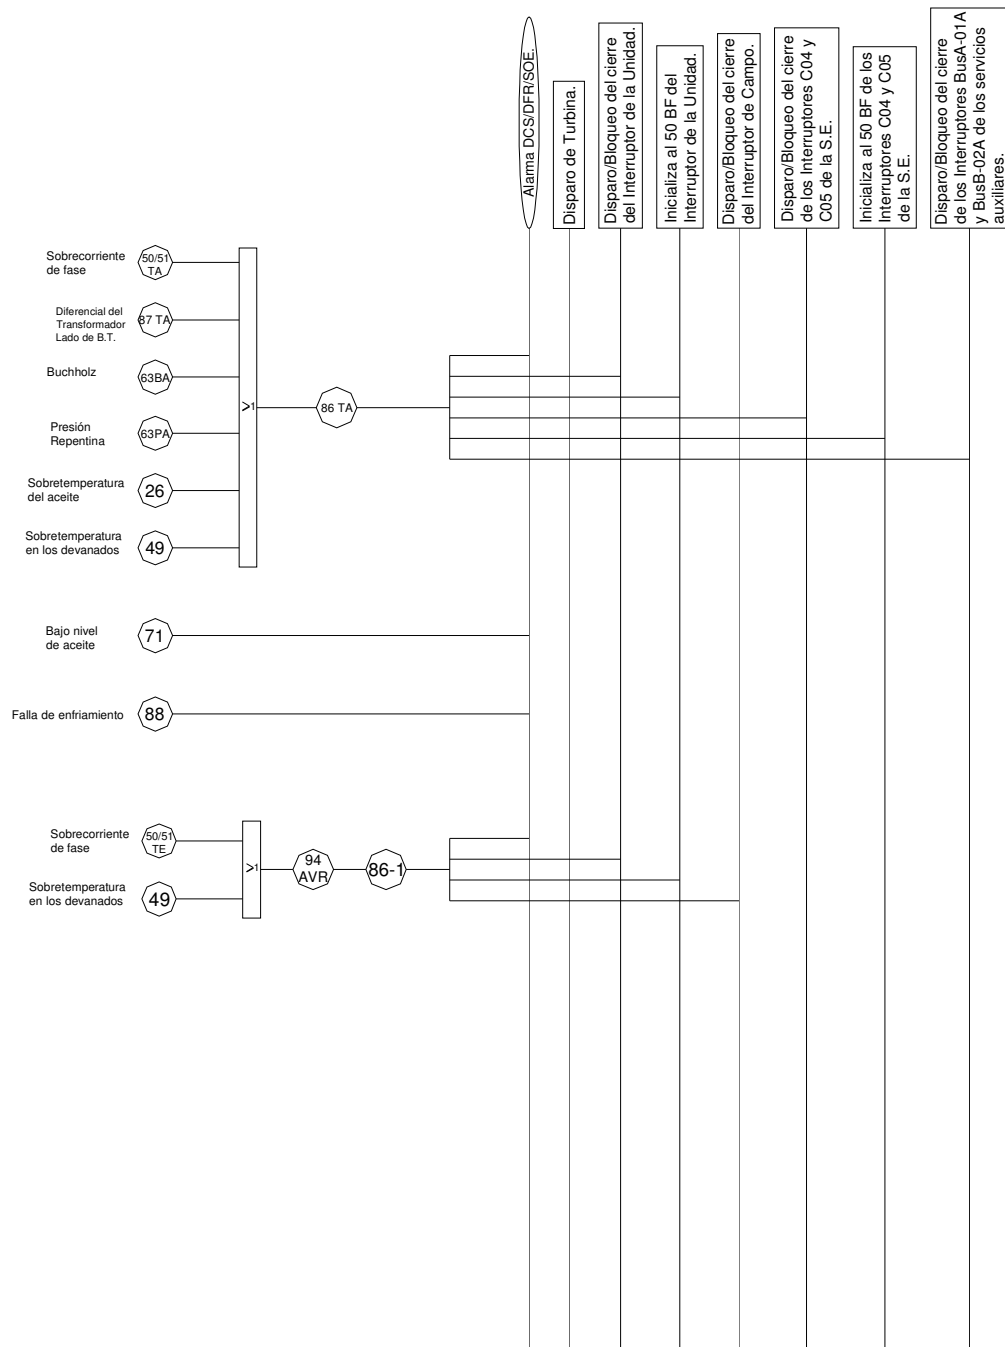 Alarma DCS/DFR/SOE.
Disparo de Turbina.
Disparo/Bloqueo del cierre
del Interruptor de la Unidad.
Inicializa al 50 BF del
Interruptor de la Unidad.
Disparo/Bloqueo del cierre
del Interruptor de Campo.
Disparo/Bloqueo del cierre
de los Interruptores C04 y
C05 de la S.E.
Inicializa al 50 BF de los
Interruptores C04 y C05
de la S.E.
Disparo/Bloqueo del cierre
de los Interruptores BusA-01A
y BusB-02A de los servicios
auxiliares.
Sobrecorriente
de fase
50/51
TA
Diferencial del
Transformador
Lado de B.T.
87 TA
Buchholz
63BA
>1
86 TA
Presión
Repentina
63PA
Sobretemperatura
del aceite
26
Sobretemperatura
en los devanados
49
Bajo nivel
de aceite
71
Falla de enfriamiento
88
Sobrecorriente
de fase
50/51
TE
>1
94
AVR
86-1
Sobretemperatura
en los devanados
49